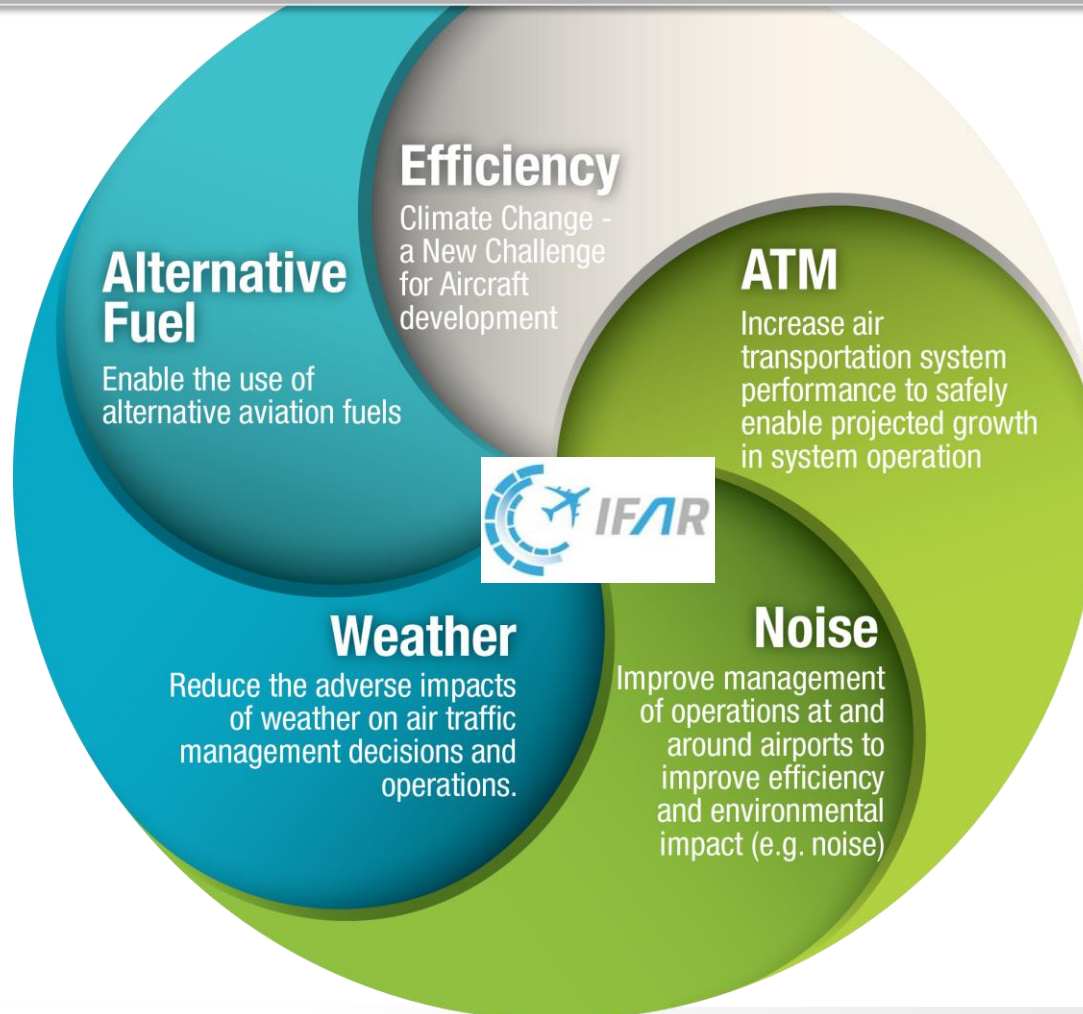 Efficiency
Climate Change -
a New Challenge
for Aircraft
development
Alternative
Fuel
Enable the use of
alternative aviation fuels
ATM
Increase air
transportation system
performance to safely
enable projected growth
in system operation
IFAR
Weather
Reduce the adverse impacts
of weather on air traffic
management decisions and
operations.
Noise
Improve management
of operations at and
around airports to
improve efficiency
and environmental
impact (e.g. noise)